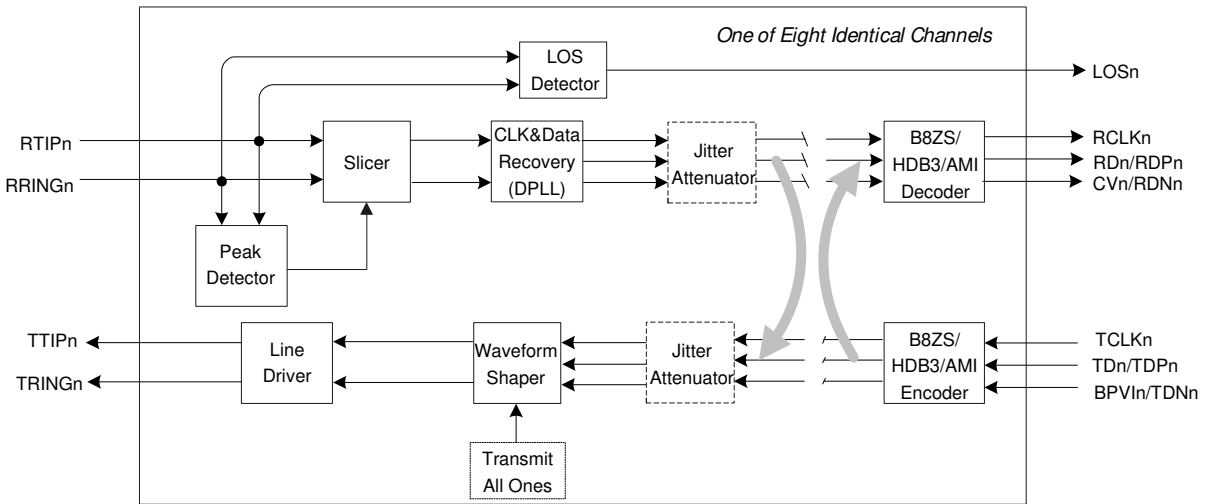 One of Eight Identical Channels
LOS
Detector
LOSn
RTIPn
RRINGn
Slicer
CLK&Data
Recovery
(DPLL)
Jitter
Attenuator
B8ZS/
HDB3/AMI
Decoder
RCLKn
RDn/RDPn
CVn/RDNn
Peak
Detector
TTIPn
TRINGn
Line
Driver
Waveform
Shaper
Jitter
Attenuator
B8ZS/
HDB3/AMI
Encoder
TCLKn
TDn/TDPn
BPVIn/TDNn
Transmit
All Ones